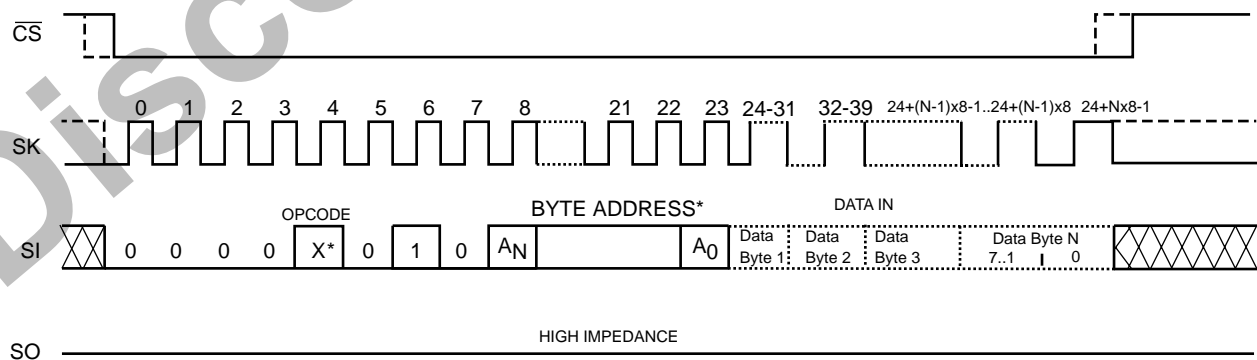 CS
SK
0 1 2 3 4 5 6 7 8 21 22 23 24-31 32-39 24+(N-1)x8-1..24+(N-1)x8 24+Nx8-1
OPCODE
BYTE ADDRESS*
DATA IN
SI
0 0 0 0 X* 0 1 0 AN A0
Data Byte 1
Data Byte 2
Data Byte 3
Data Byte N
7..1 0
SO
HIGH IMPEDANCE
Disc